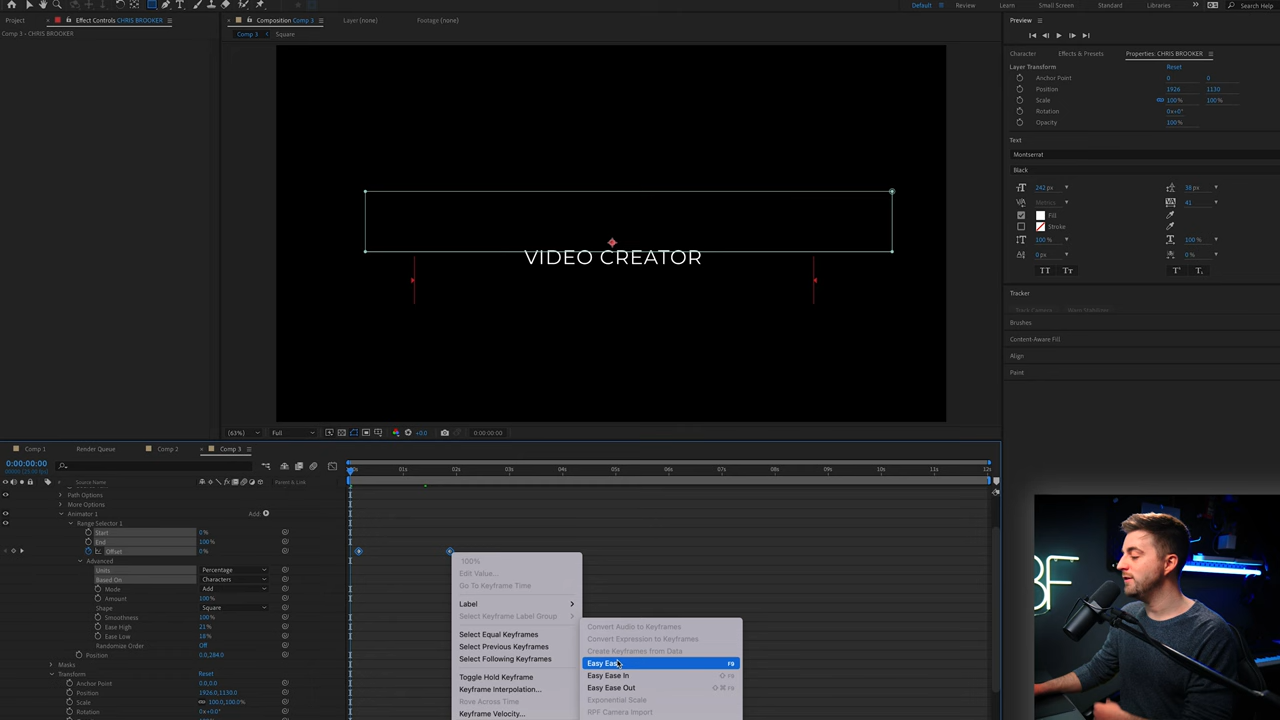 Default
Review
Learn
Small Screen
Standard
Libraries
Search Help
Project
Effect Controls CHRIS BROOKER
Composition Comp 3
Layer (none)
Footage (none)
Preview
Comp 3 • CHRIS BROOKER
Comp 3
Square
Character
Effects & Presets
Properties: CHRIS BROOKER
Layer Transform
Reset
Anchor Point
0
0
Position
1926
1130
Scale
100 %
100 %
Rotation
0x+0°
Opacity
100 %
Text
Montserrat
Black
242 px
38 px
Metrics
41
Fill
Stroke
100 %
100 %
0 px
0 %
TT
Tr
T'
T,
VIDEO CREATOR
Tracker
Track Camera
Warp Stabilizer
Brushes
Content-Aware Fill
Align
Paint
(63%)
Full
+0.0
0:00:00:00
Comp 1
Render Queue
Comp 2
Comp 3
0:00:00:00
Source Name
Parent & Link
01s
02s
03s
04s
05s
06s
07s
08s
09s
10s
11s
12s
Path Options
More Options
Animator 1
Add
Range Selector 1
Start
0%
End
100%
Offset
0%
Advanced
Units
Percentage
Based On
Characters
Mode
Add
Amount
100%
Shape
Square
Smoothness
100%
Ease High
21%
Ease Low
18%
Randomize Order
Off
Position
0.0,284.0
Masks
Transform
Reset
Anchor Point
0.0,0.0
Position
1926.0,1130.0
Scale
100.0,100.0%
Rotation
0x+0.0°
100%
Edit Value...
Go To Keyframe Time
Label
Select Keyframe Label Group
Select Equal Keyframes
Select Previous Keyframes
Select Following Keyframes
Toggle Hold Keyframe
Keyframe Interpolation...
Rove Across Time
Keyframe Velocity...
Convert Audio to Keyframes
Convert Expression to Keyframes
Create Keyframes from Data
Easy Ease
F9
Easy Ease In
⇧ F9
Easy Ease Out
⇧ ⌘ F9
Exponential Scale
RPF Camera Import